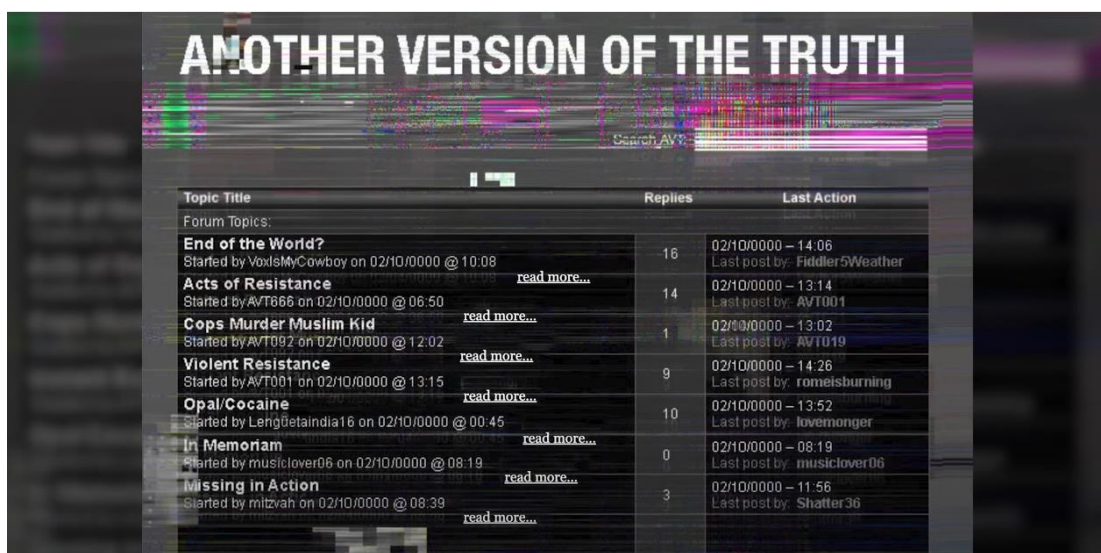 ANOTHER VERSION OF THE TRUTH
Search AVT:
Topic Title Replies Last Action
Forum Topics:
End of the World?
Started by VoxIsMyCowboy on 02/10/0000 @ 10:08
read more...
16
02/10/0000 – 14:06
Last post by: Fiddler5Weather
Acts of Resistance
Started by AVT666 on 02/10/0000 @ 06:50
read more...
14
02/10/0000 – 13:14
Last post by: AVT001
Cops Murder Muslim Kid
Started by AVT092 on 02/10/0000 @ 12:02
read more...
1
02/10/0000 – 13:02
Last post by: AVT019
Violent Resistance
Started by AVT001 on 02/10/0000 @ 13:15
read more...
9
02/10/0000 – 14:26
Last post by: romeisburning
Opal/Cocaine
Started by Lengüetaindia16 on 02/10/0000 @ 00:45
read more...
10
02/10/0000 – 13:52
Last post by: lovemonger
In Memoriam
Started by musiclover06 on 02/10/0000 @ 08:19
read more...
0
02/10/0000 – 08:19
Last post by: musiclover06
Missing in Action
Started by mitzvah on 02/10/0000 @ 08:39
read more...
3
02/10/0000 – 11:56
Last post by: Shatter36